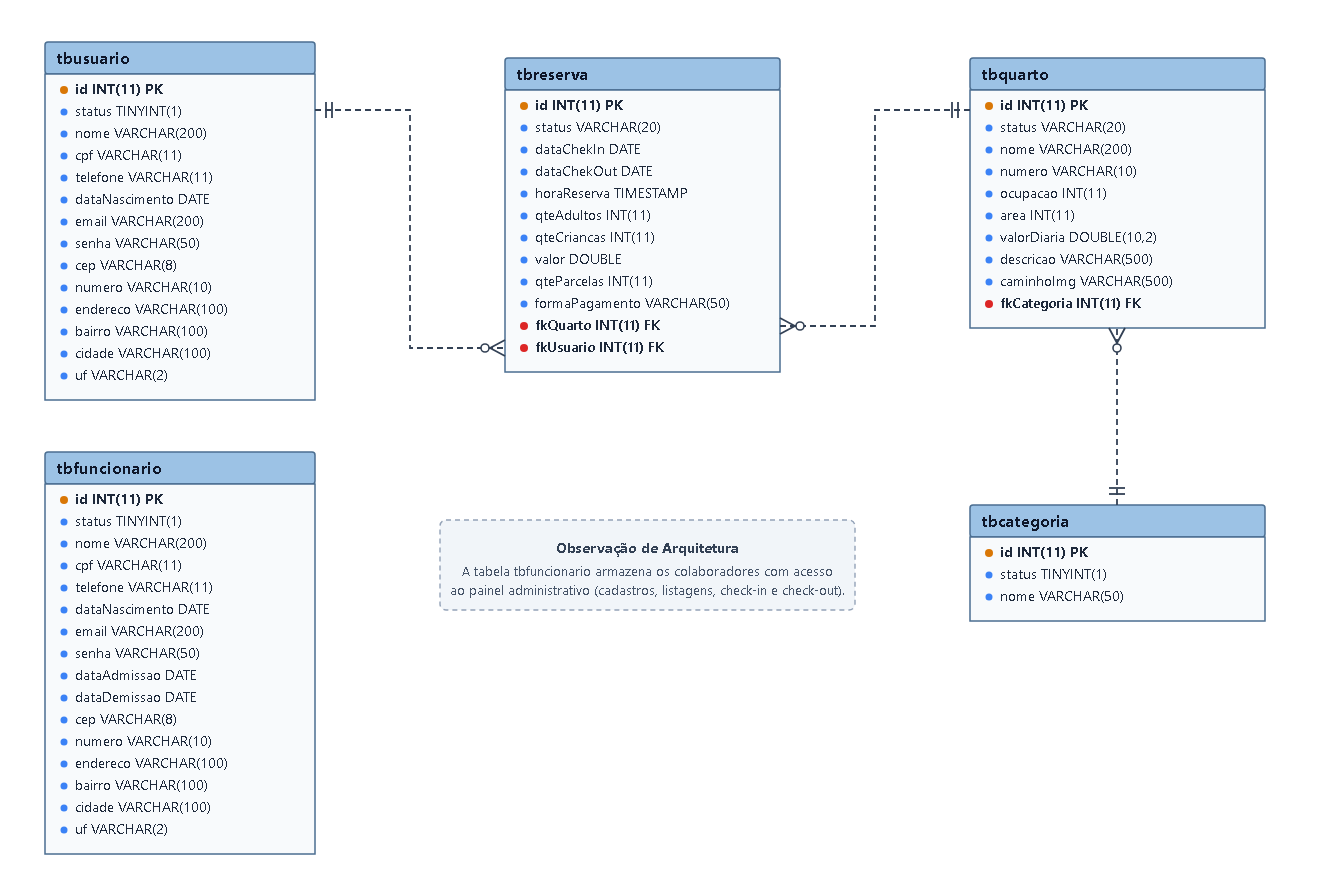 tbusuario
id INT(11) PK
status TINYINT(1)
nome VARCHAR(200)
cpf VARCHAR(11)
telefone VARCHAR(11)
dataNascimento DATE
email VARCHAR(200)
senha VARCHAR(50)
cep VARCHAR(8)
numero VARCHAR(10)
endereco VARCHAR(100)
bairro VARCHAR(100)
cidade VARCHAR(100)
uf VARCHAR(2)
tbreserva
id INT(11) PK
status VARCHAR(20)
dataChekIn DATE
dataChekOut DATE
horaReserva TIMESTAMP
qteAdultos INT(11)
qteCriancas INT(11)
valor DOUBLE
qteParcelas INT(11)
formaPagamento VARCHAR(50)
fkQuarto INT(11) FK
fkUsuario INT(11) FK
tbquarto
id INT(11) PK
status VARCHAR(20)
nome VARCHAR(200)
numero VARCHAR(10)
ocupacao INT(11)
area INT(11)
valorDiaria DOUBLE(10,2)
descricao VARCHAR(500)
caminhoImg VARCHAR(500)
fkCategoria INT(11) FK
tbfuncionario
id INT(11) PK
status TINYINT(1)
nome VARCHAR(200)
cpf VARCHAR(11)
telefone VARCHAR(11)
dataNascimento DATE
email VARCHAR(200)
senha VARCHAR(50)
dataAdmissao DATE
dataDemissao DATE
cep VARCHAR(8)
numero VARCHAR(10)
endereco VARCHAR(100)
bairro VARCHAR(100)
cidade VARCHAR(100)
uf VARCHAR(2)
Observação de Arquitetura
A tabela tbfuncionario armazena os colaboradores com acesso
ao painel administrativo (cadastros, listagens, check-in e check-out).
tbcategoria
id INT(11) PK
status TINYINT(1)
nome VARCHAR(50)